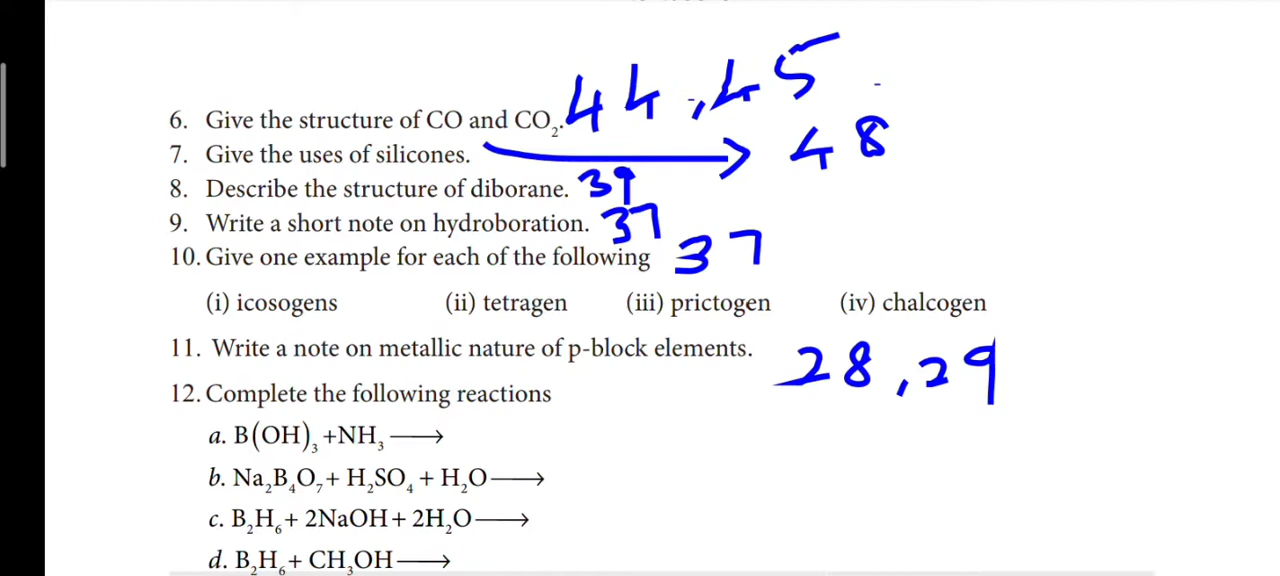 6. Give the structure of CO and CO₂. 44, 45
7. Give the uses of silicones. → 48
8. Describe the structure of diborane. 39
9. Write a short note on hydroboration. 37
10. Give one example for each of the following 37
(i) icosogens (ii) tetragen (iii) prictogen (iv) chalcogen
11. Write a note on metallic nature of p-block elements. 28, 29
12. Complete the following reactions
a. B(OH)₃ +NH₃ ⟶
b. Na₂B₄O₇+ H₂SO₄ + H₂O⟶
c. B₂H₆+ 2NaOH+ 2H₂O⟶
d. B₂H₆+ CH₃OH⟶